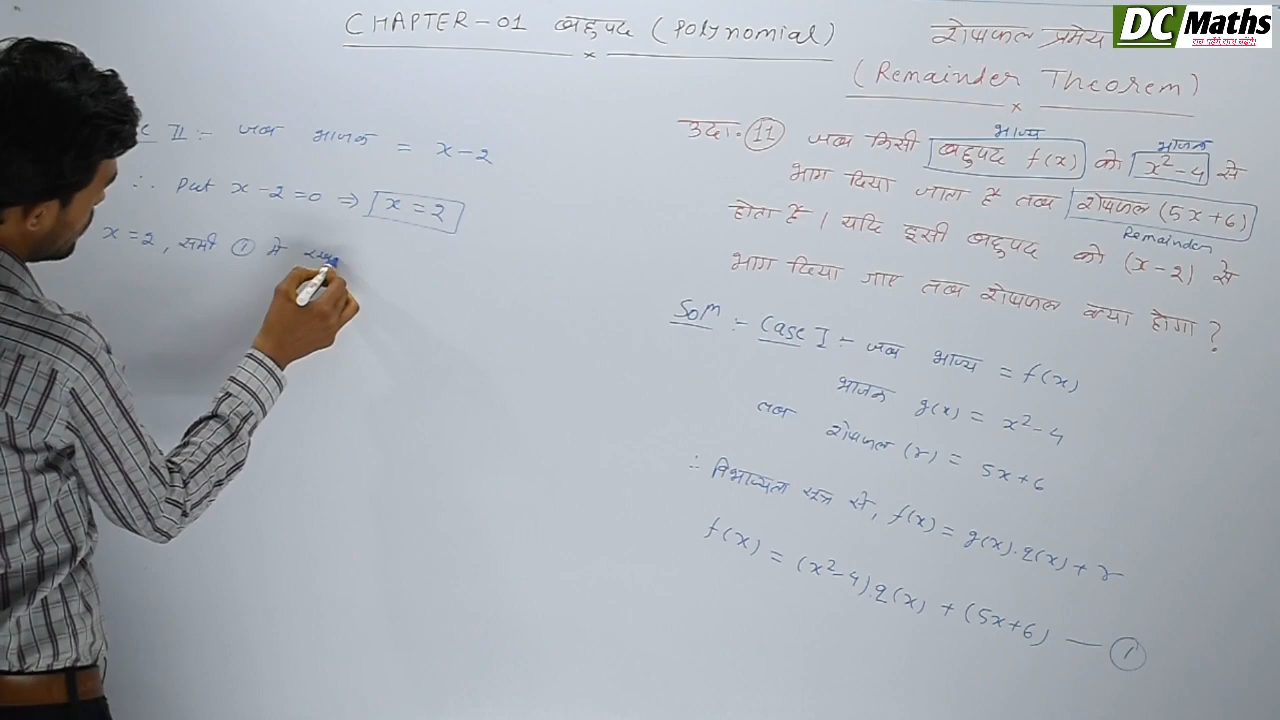 CHAPTER-01 बहुपद (Polynomial)
शेषफल प्रमेय
(Remainder Theorem)
DC Maths
उदा. 11 जब किसी बहुपद f(x) को x²-4 से
भाज्य
भाजक
भाग दिया जाता है तब शेषफल (5x+6)
Remainder
होता है । यदि इसी बहुपद को (x-2) से
भाग दिया जाए तब शेषफल क्या होगा ?
Solⁿ :- Case I :- जब भाज्य = f(x)
भाजक g(x) = x²-4
तब शेषफल (r) = 5x+6
∴ विभाज्यता सूत्र से, f(x) = g(x).q(x) + r
f(x) = (x²-4).q(x) + (5x+6) — ①
II :- जब भाजक = x-2
∴ Put x-2=0 ⇒ x=2
x=2, समी ① मे